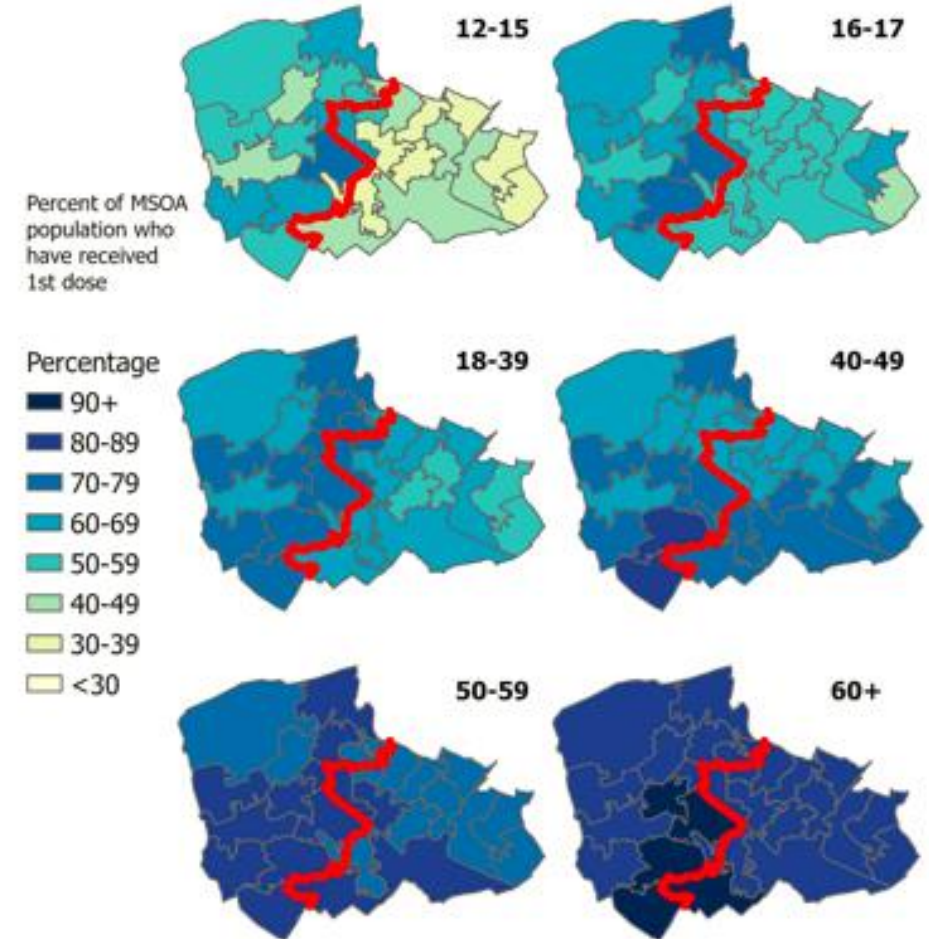 12-15
16-17
Percent of MSOA
population who
have received
1st dose
Percentage
90+
80-89
70-79
60-69
50-59
40-49
30-39
<30
18-39
40-49
50-59
60+